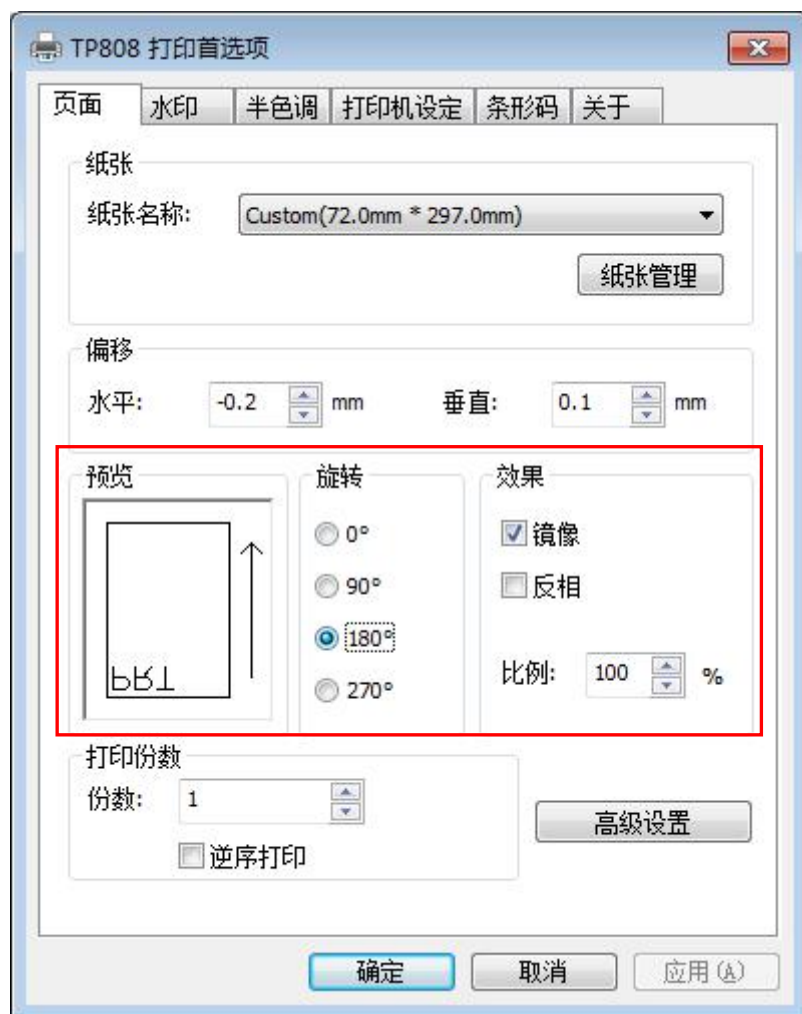 TP808 打印首选项
页面 水印 半色调 打印机设定 条形码 关于
纸张
纸张名称: Custom(72.0mm * 297.0mm)
纸张管理
偏移
水平: -0.2 mm 垂直: 0.1 mm
预览 旋转 效果
0° 镜像
90° 反相
180°
PRT 270° 比例: 100 %
打印份数
份数: 1
高级设置
逆序打印
确定 取消 应用(A)